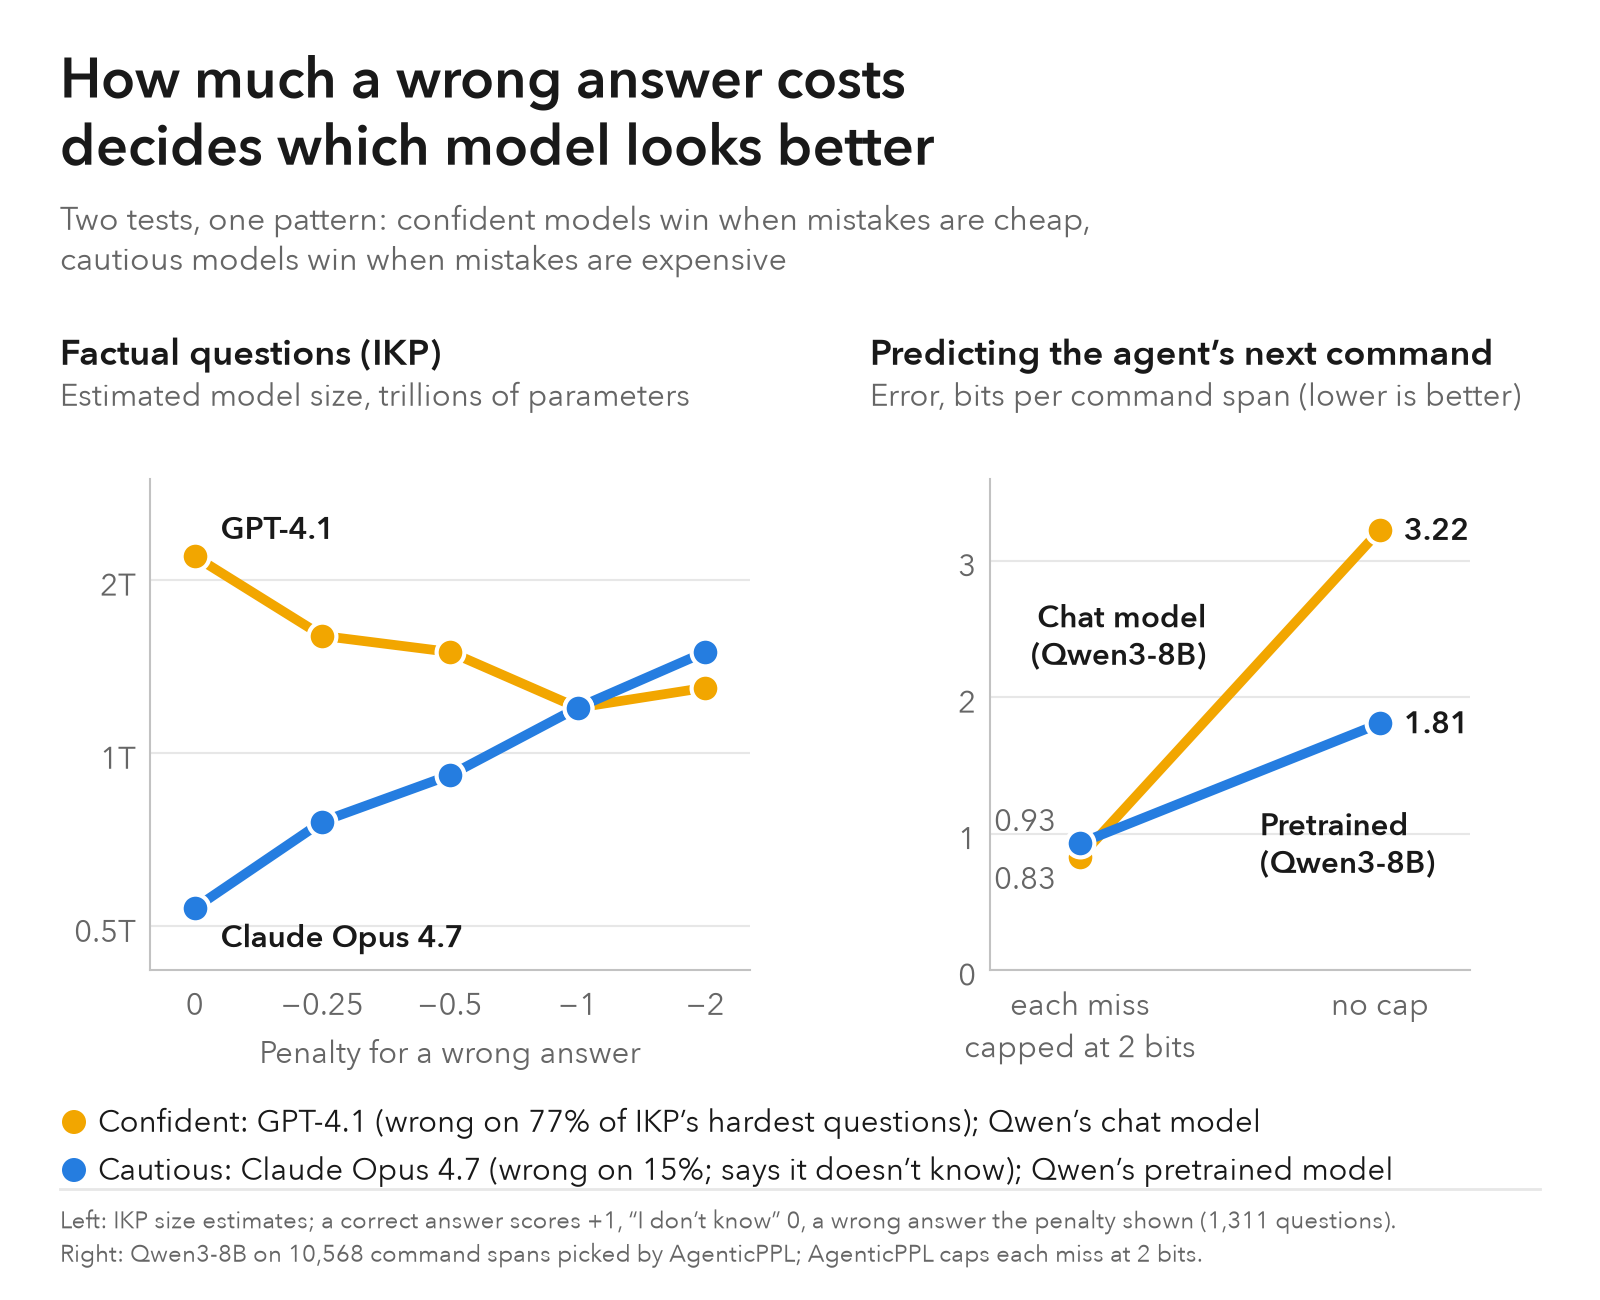 How much a wrong answer costs
decides which model looks better
Two tests, one pattern: confident models win when mistakes are cheap,
cautious models win when mistakes are expensive
Factual questions (IKP)
Estimated model size, trillions of parameters
GPT-4.1
2T
1T
0.5T
Claude Opus 4.7
0 −0.25 −0.5 −1 −2
Penalty for a wrong answer
Predicting the agent’s next command
Error, bits per command span (lower is better)
3.22
3
Chat model
(Qwen3-8B)
2
1.81
0.93
1
Pretrained
(Qwen3-8B)
0.83
0
each miss
capped at 2 bits
no cap
Confident: GPT-4.1 (wrong on 77% of IKP’s hardest questions); Qwen’s chat model
Cautious: Claude Opus 4.7 (wrong on 15%; says it doesn’t know); Qwen’s pretrained model
Left: IKP size estimates; a correct answer scores +1, “I don’t know” 0, a wrong answer the penalty shown (1,311 questions).
Right: Qwen3-8B on 10,568 command spans picked by AgenticPPL; AgenticPPL caps each miss at 2 bits.